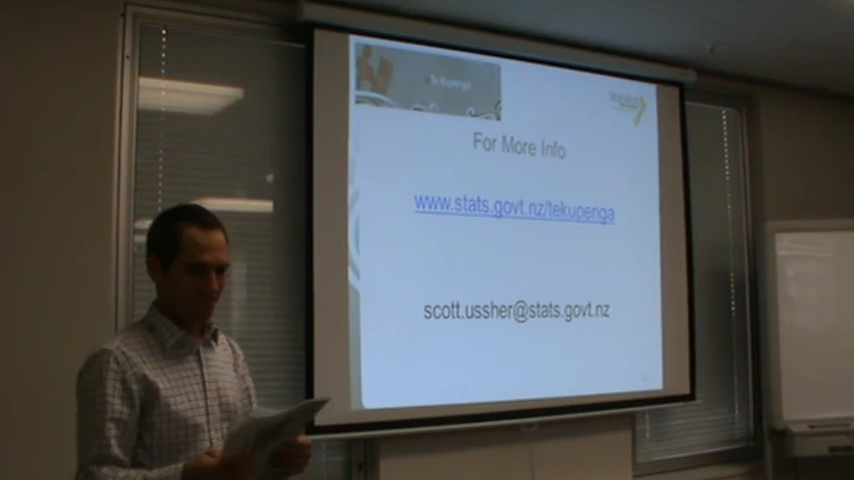 Te Kupenga
For More Info
www.stats.govt.nz/tekupenga
scott.ussher@stats.govt.nz